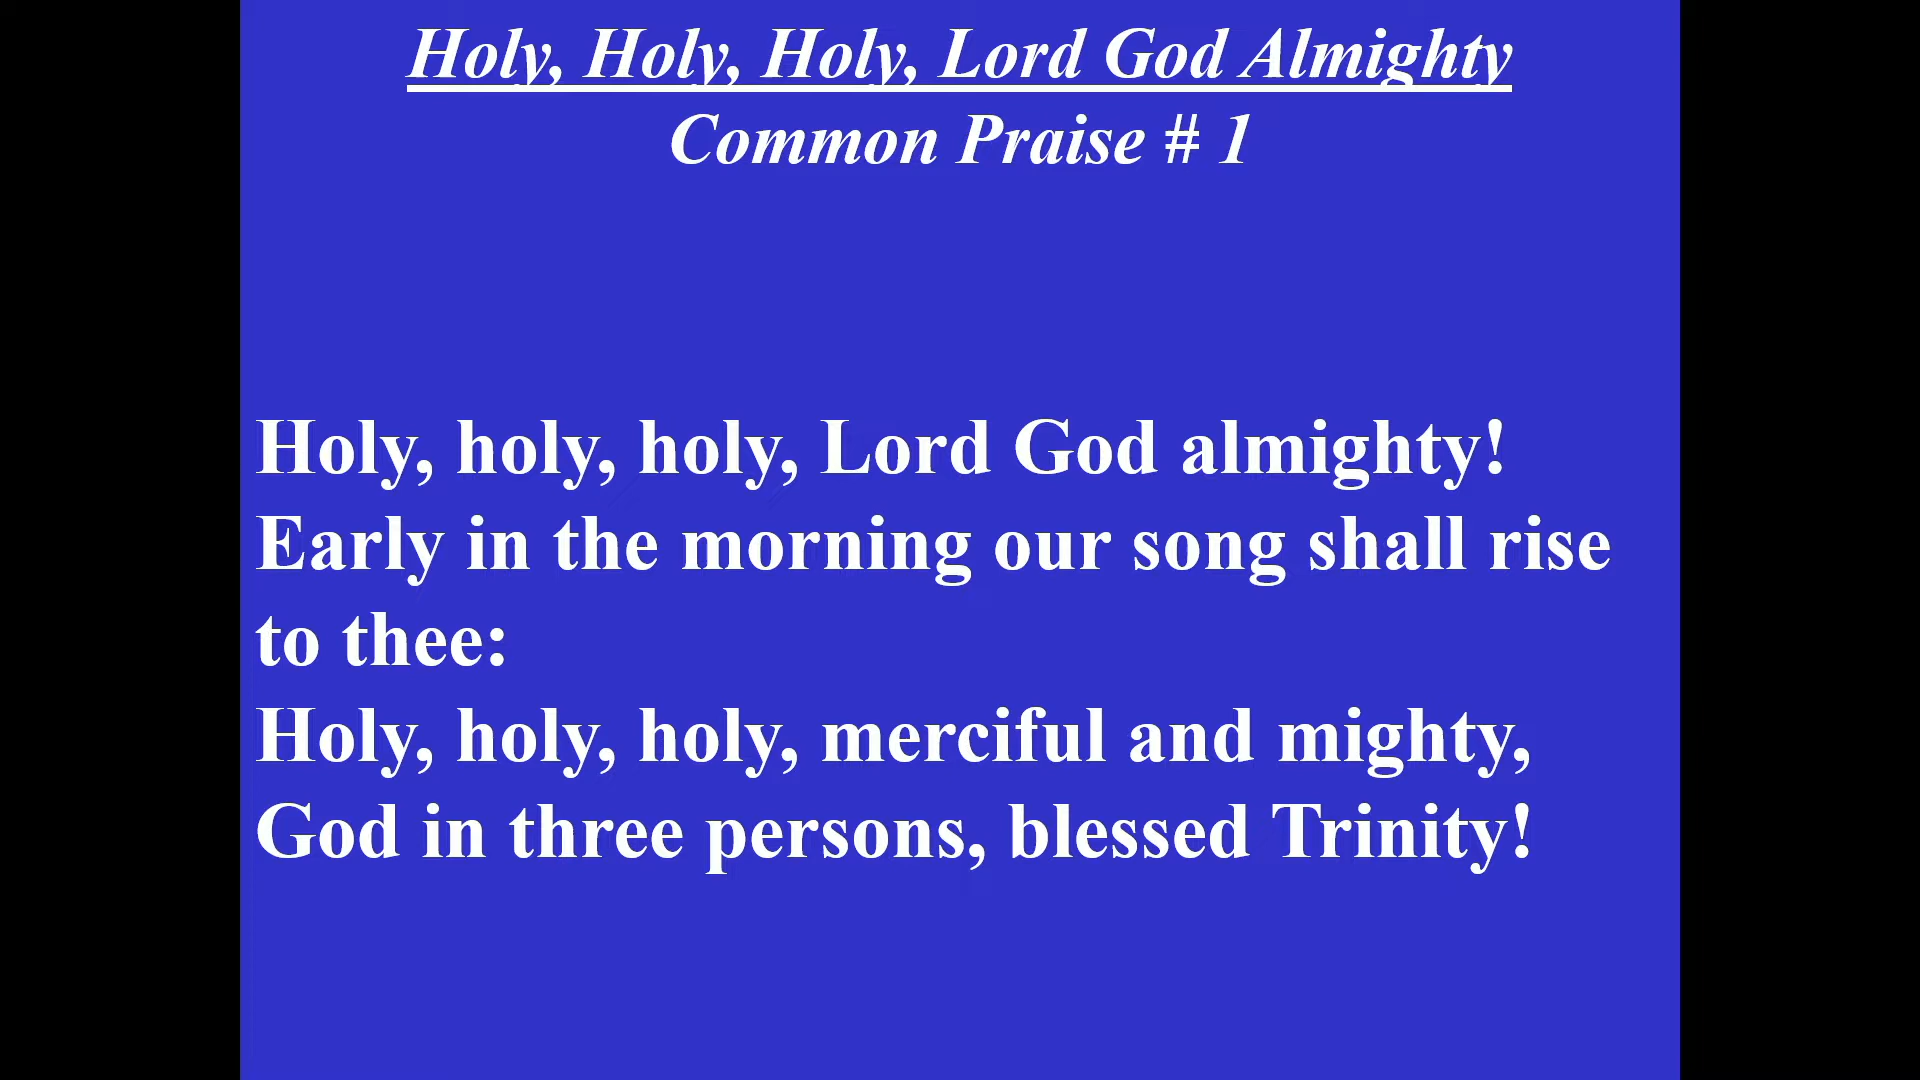 Holy, Holy, Holy, Lord God Almighty
Common Praise # 1
Holy, holy, holy, Lord God almighty!
Early in the morning our song shall rise
to thee:
Holy, holy, holy, merciful and mighty,
God in three persons, blessed Trinity!